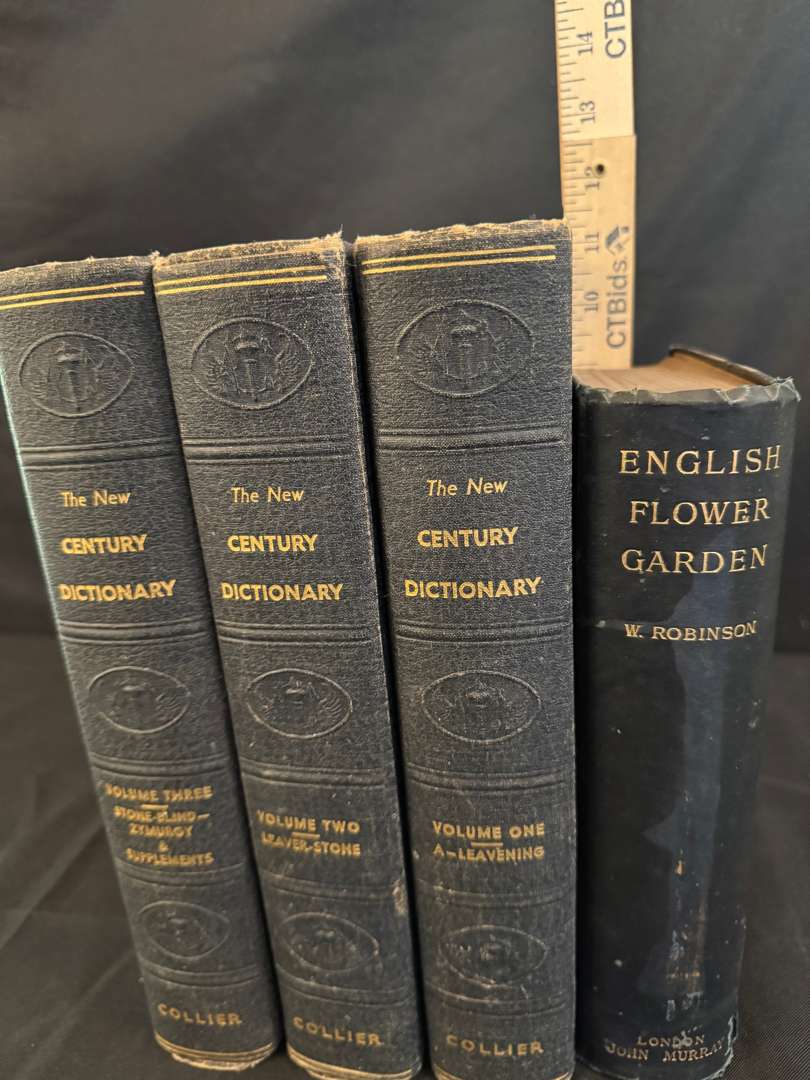 The New
CENTURY
DICTIONARY
VOLUME THREE
STONE-BLIND–
ZYMURGY
&
SUPPLEMENTS
COLLIER
The New
CENTURY
DICTIONARY
VOLUME TWO
LEAVER-STONE
COLLIER
The New
CENTURY
DICTIONARY
VOLUME ONE
A–LEAVENING
COLLIER
ENGLISH
FLOWER
GARDEN
W. ROBINSON
LONDON
JOHN MURRAY
14
CTB
13
12
11
10
CTBids